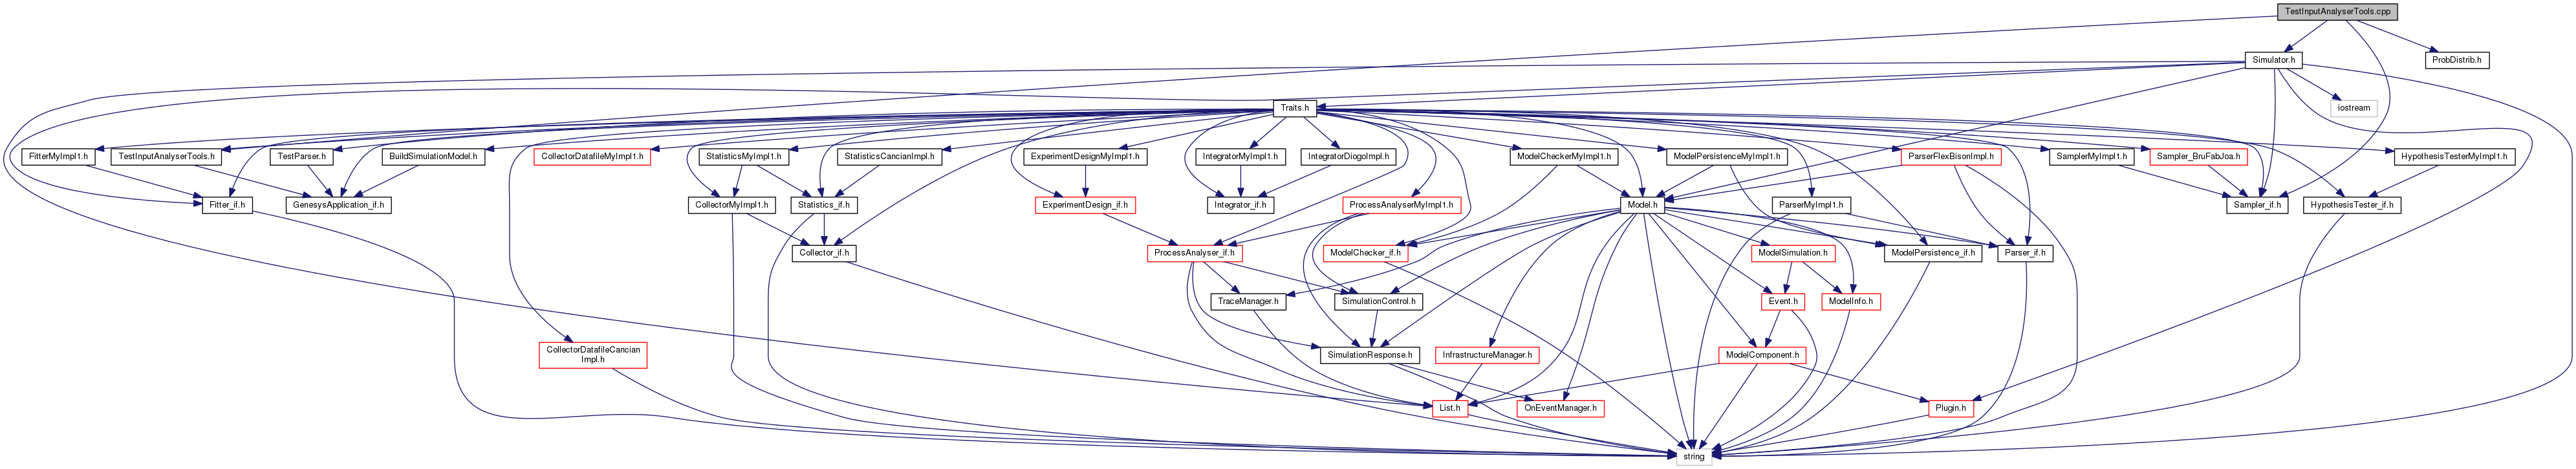 TestInputAnalyserTools.cpp
Simulator.h
ProbDistrib.h
Traits.h
iostream
FitterMyImpl1.h
TestInputAnalyserTools.h
TestParser.h
BuildSimulationModel.h
CollectorDatafileMyImpl1.h
StatisticsMyImpl1.h
StatisticsCancianImpl.h
ExperimentDesignMyImpl1.h
IntegratorMyImpl1.h
IntegratorDiogoImpl.h
ModelCheckerMyImpl1.h
ModelPersistenceMyImpl1.h
ParserFlexBisonImpl.h
SamplerMyImpl1.h
Sampler_BruFabJoa.h
HypothesisTesterMyImpl1.h
Fitter_if.h
GenesysApplication_if.h
CollectorMyImpl1.h
Statistics_if.h
ExperimentDesign_if.h
Integrator_if.h
ProcessAnalyserMyImpl1.h
Model.h
ParserMyImpl1.h
Sampler_if.h
HypothesisTester_if.h
Collector_if.h
ProcessAnalyser_if.h
ModelChecker_if.h
ModelSimulation.h
ModelPersistence_if.h
Parser_if.h
TraceManager.h
SimulationControl.h
Event.h
ModelInfo.h
CollectorDatafileCancian
Impl.h
SimulationResponse.h
InfrastructureManager.h
ModelComponent.h
List.h
OnEventManager.h
Plugin.h
string